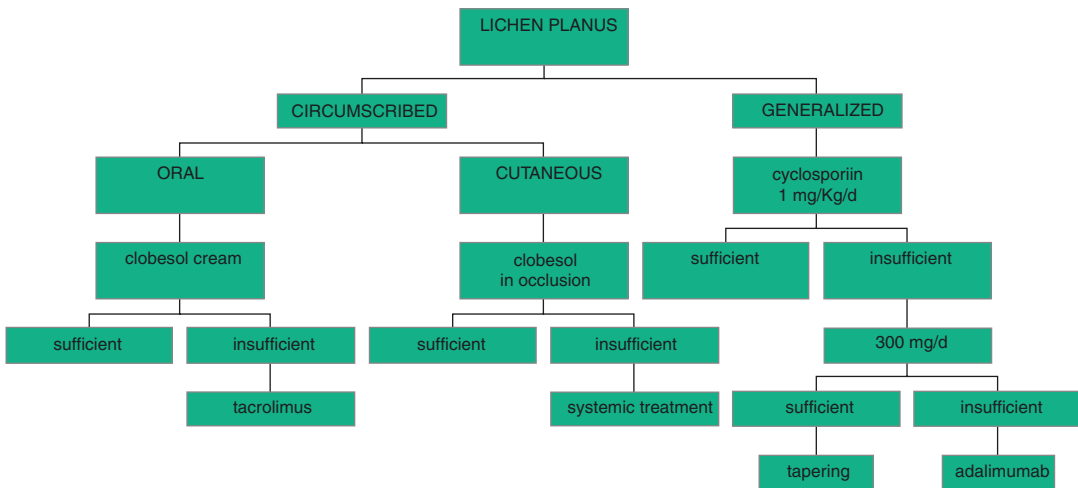 LICHEN PLANUS
CIRCUMSCRIBED
GENERALIZED
ORAL
CUTANEOUS
cyclosporiin
1 mg/Kg/d
clobesol cream
clobesol
in occlusion
sufficient
insufficient
sufficient
insufficient
sufficient
insufficient
300 mg/d
tacrolimus
systemic treatment
sufficient
insufficient
tapering
adalimumab